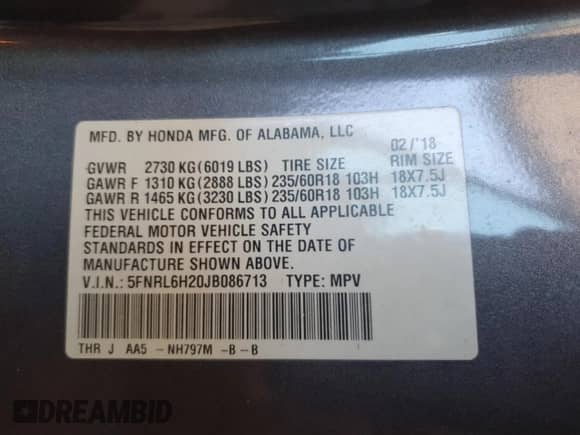 MFD. BY HONDA MFG. OF ALABAMA, LLC 02/'18
GVWR 2730 KG(6019 LBS) TIRE SIZE RIM SIZE
GAWR F 1310 KG(2888 LBS) 235/60R18 103H 18X7.5J
GAWR R 1465 KG(3230 LBS) 235/60R18 103H 18X7.5J
THIS VEHICLE CONFORMS TO ALL APPLICABLE
FEDERAL MOTOR VEHICLE SAFETY
STANDARDS IN EFFECT ON THE DATE OF
MANUFACTURE SHOWN ABOVE.
V.I.N.: 5FNRL6H20JB086713 TYPE: MPV
THR J AA5 - NH797M -B - B
DREAMBID